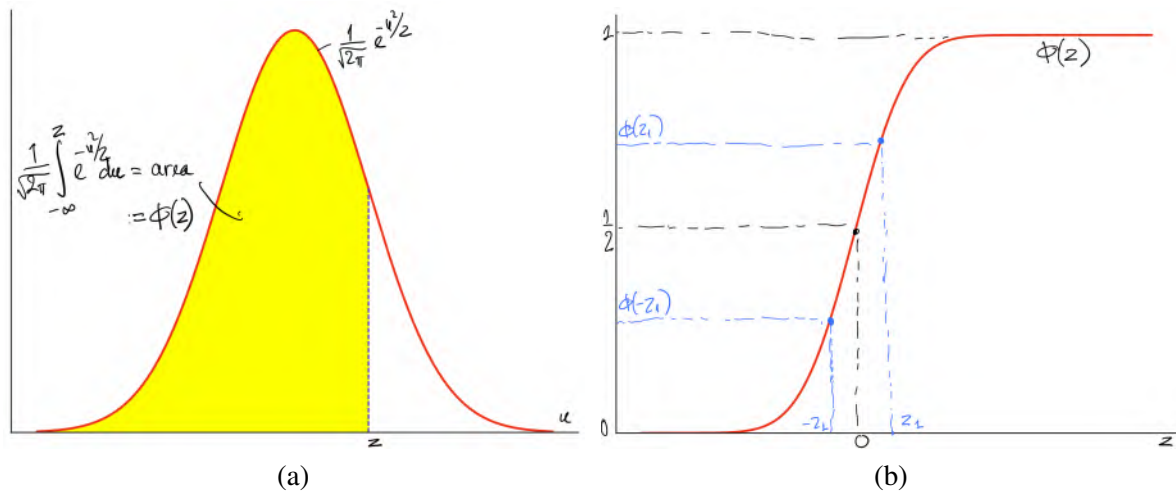 1/√2π e^-u²/2
1/√2π ∫_-∞^z e^-u²/2 du = area
:= Φ(z)
u
z
(a)
1
Φ(z)
Φ(z₁)
1/2
Φ(-z₁)
0
-z₁
0
z₁
z
(b)